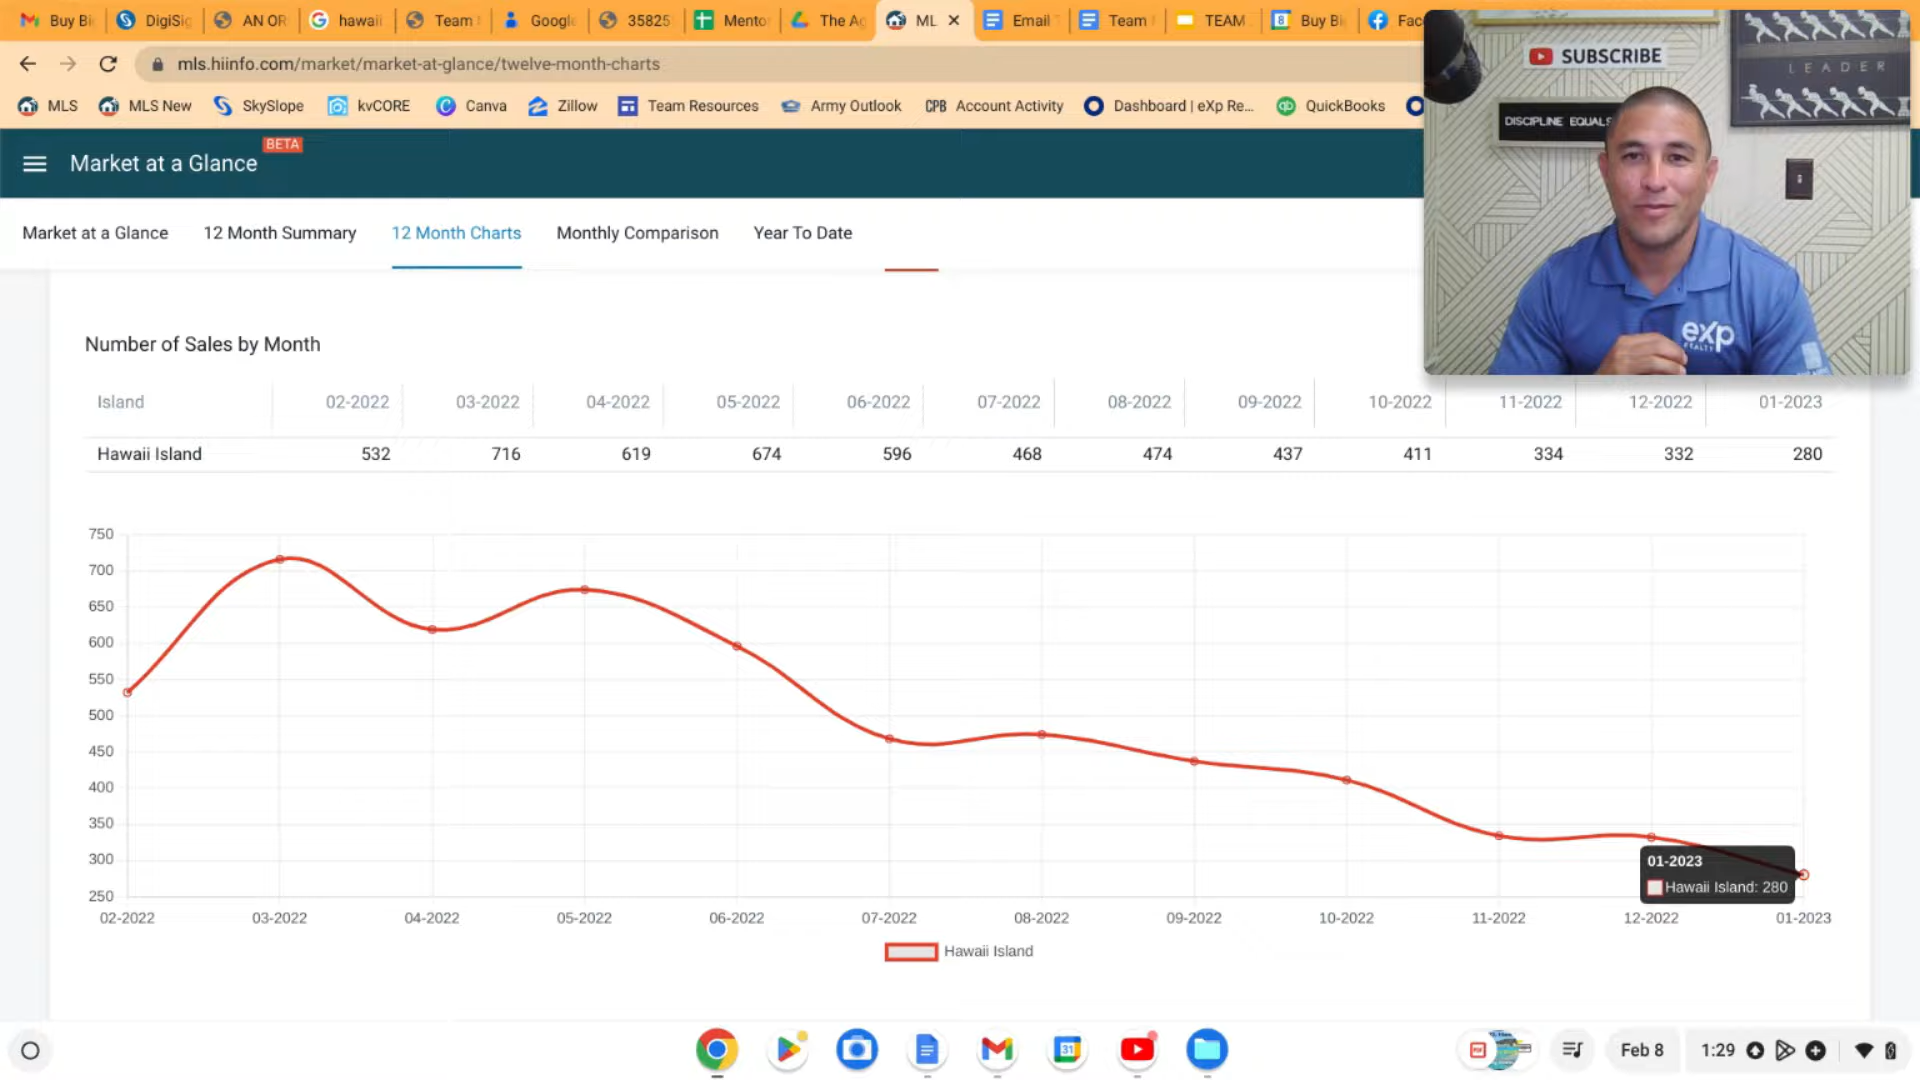 Buy Bi
DigiSig
AN OR
hawaii
Team
Google
35825
Mento
The Ag
ML
Email
Team
TEAM
Buy Bi
Fac
mls.hiinfo.com/market/market-at-glance/twelve-month-charts
MLS
MLS New
SkySlope
kvCORE
Canva
Zillow
Team Resources
Army Outlook
CPB Account Activity
Dashboard | eXp Re...
QuickBooks
SUBSCRIBE
LEADER
DISCIPLINE EQUALS
exp
REALTY
Market at a Glance
BETA
Market at a Glance
12 Month Summary
12 Month Charts
Monthly Comparison
Year To Date
Number of Sales by Month
Island 02-2022 03-2022 04-2022 05-2022 06-2022 07-2022 08-2022 09-2022 10-2022 11-2022 12-2022 01-2023
Hawaii Island 532 716 619 674 596 468 474 437 411 334 332 280
750
700
650
600
550
500
450
400
350
300
250
01-2023
Hawaii Island: 280
02-2022 03-2022 04-2022 05-2022 06-2022 07-2022 08-2022 09-2022 10-2022 11-2022 12-2022 01-2023
Hawaii Island
31
Feb 8
1:29